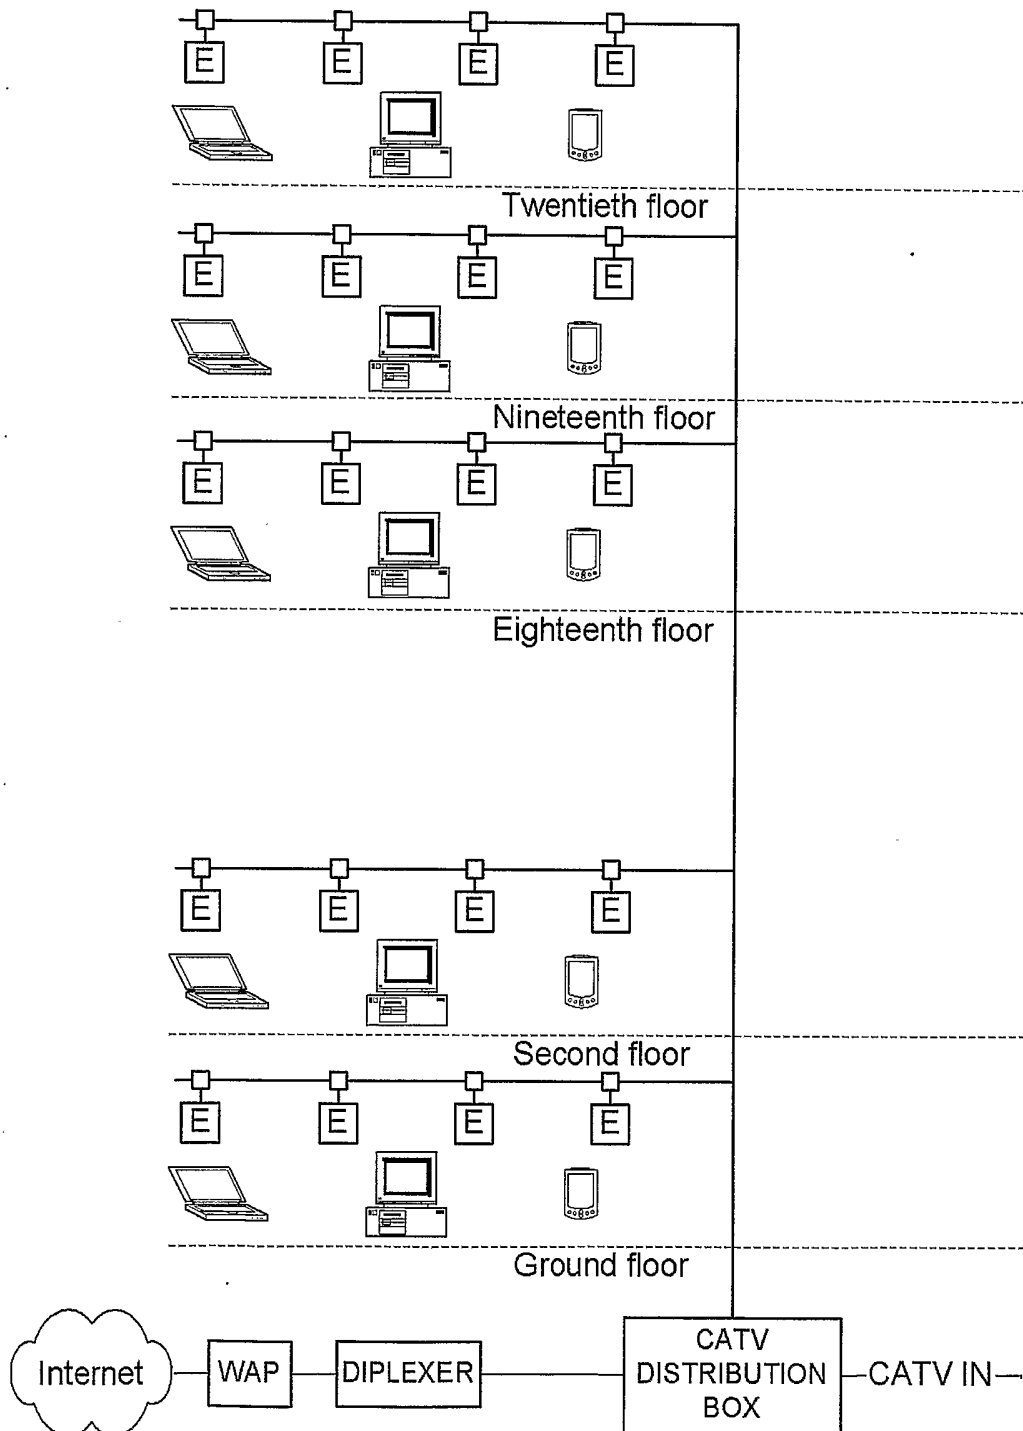 E E E E
Twentieth floor
E E E E
Nineteenth floor
E E E E
Eighteenth floor
E E E E
Second floor
E E E E
Ground floor
Internet
WAP
DIPLEXER
CATV
DISTRIBUTION
BOX
CATV IN